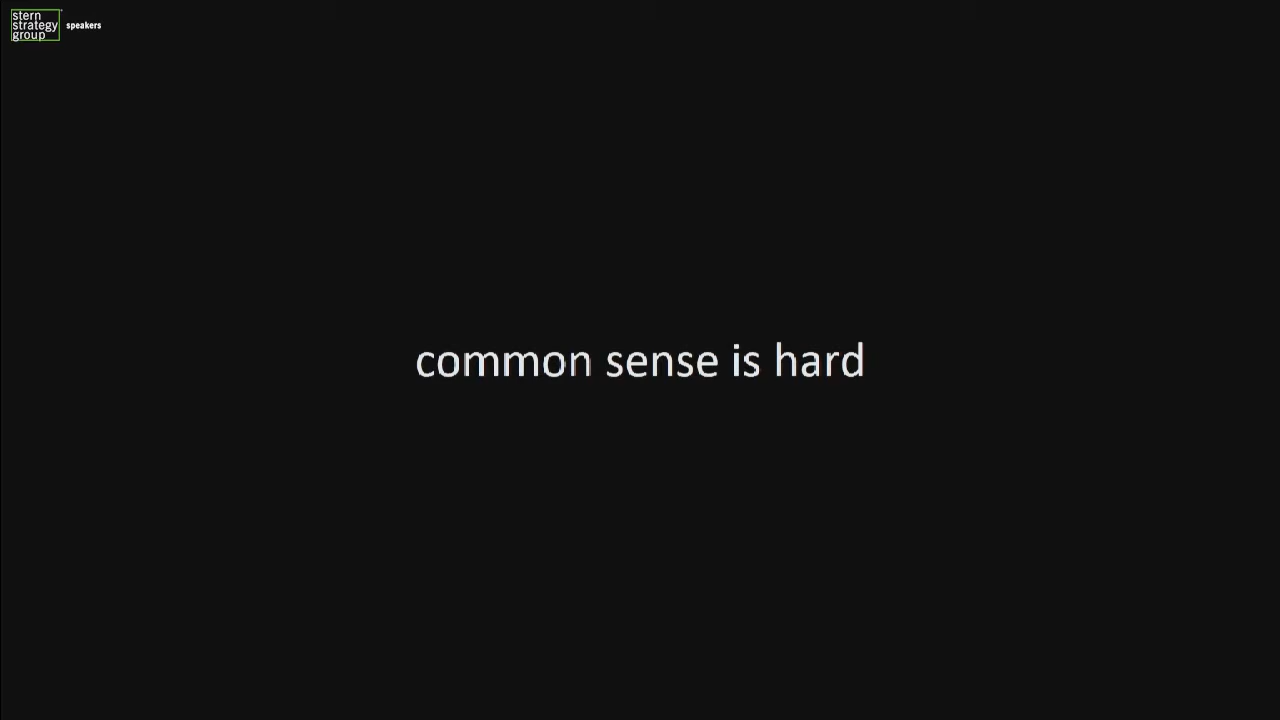 stern
strategy
group
speakers
common sense is hard